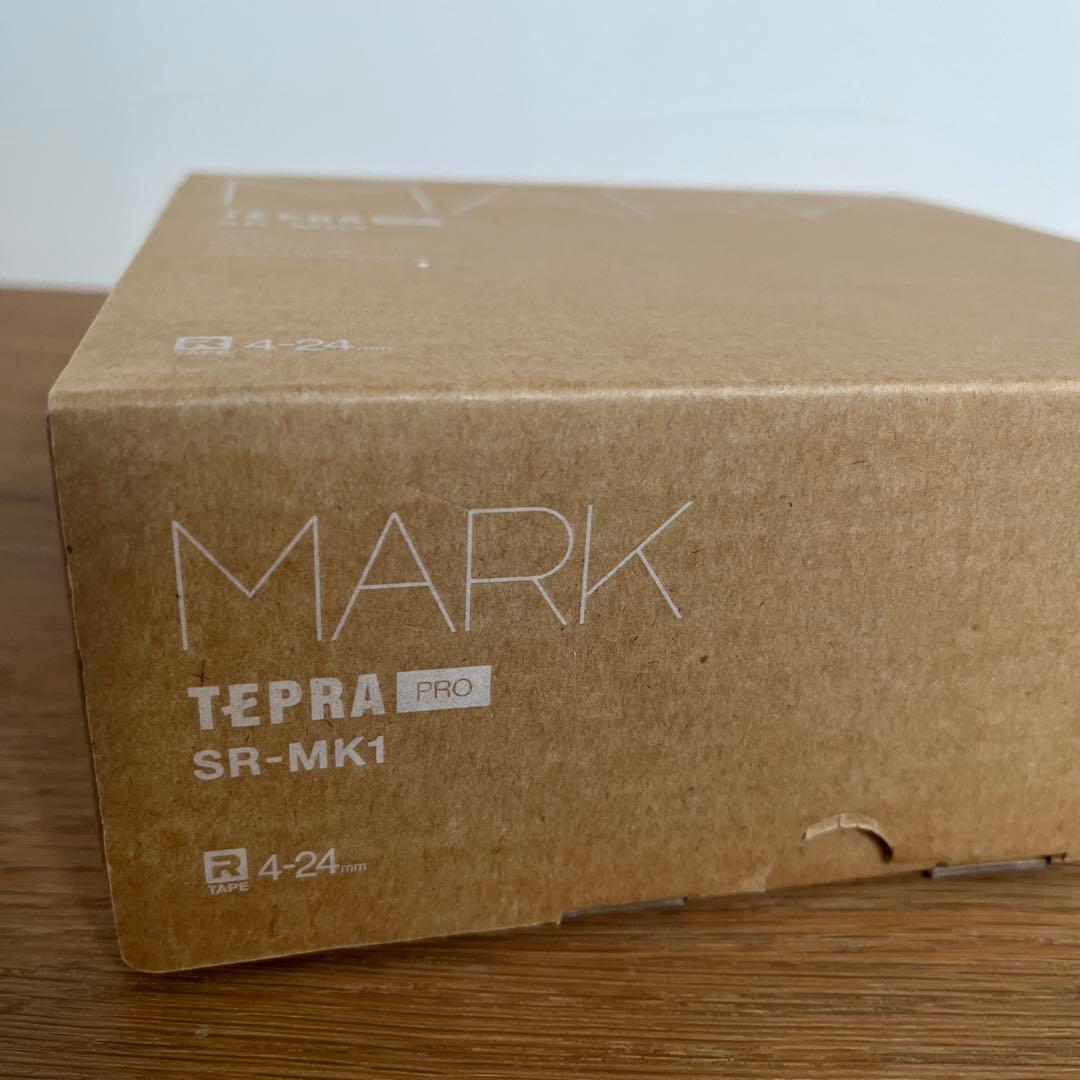 TEPRA
R TAPE 4-24mm
MARK
TEPRA PRO
SR-MK1
R TAPE 4-24mm